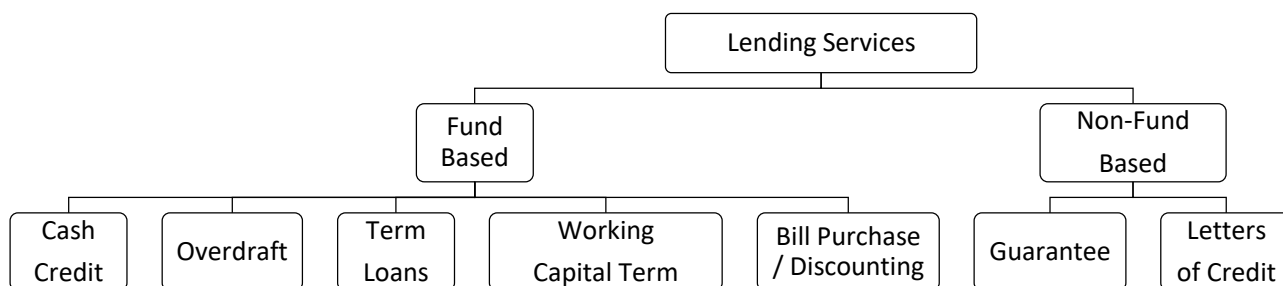 Lending Services
Fund
Based
Non-Fund
Based
Cash
Credit
Overdraft
Term
Loans
Working
Capital Term
Bill Purchase
/ Discounting
Guarantee
Letters
of Credit